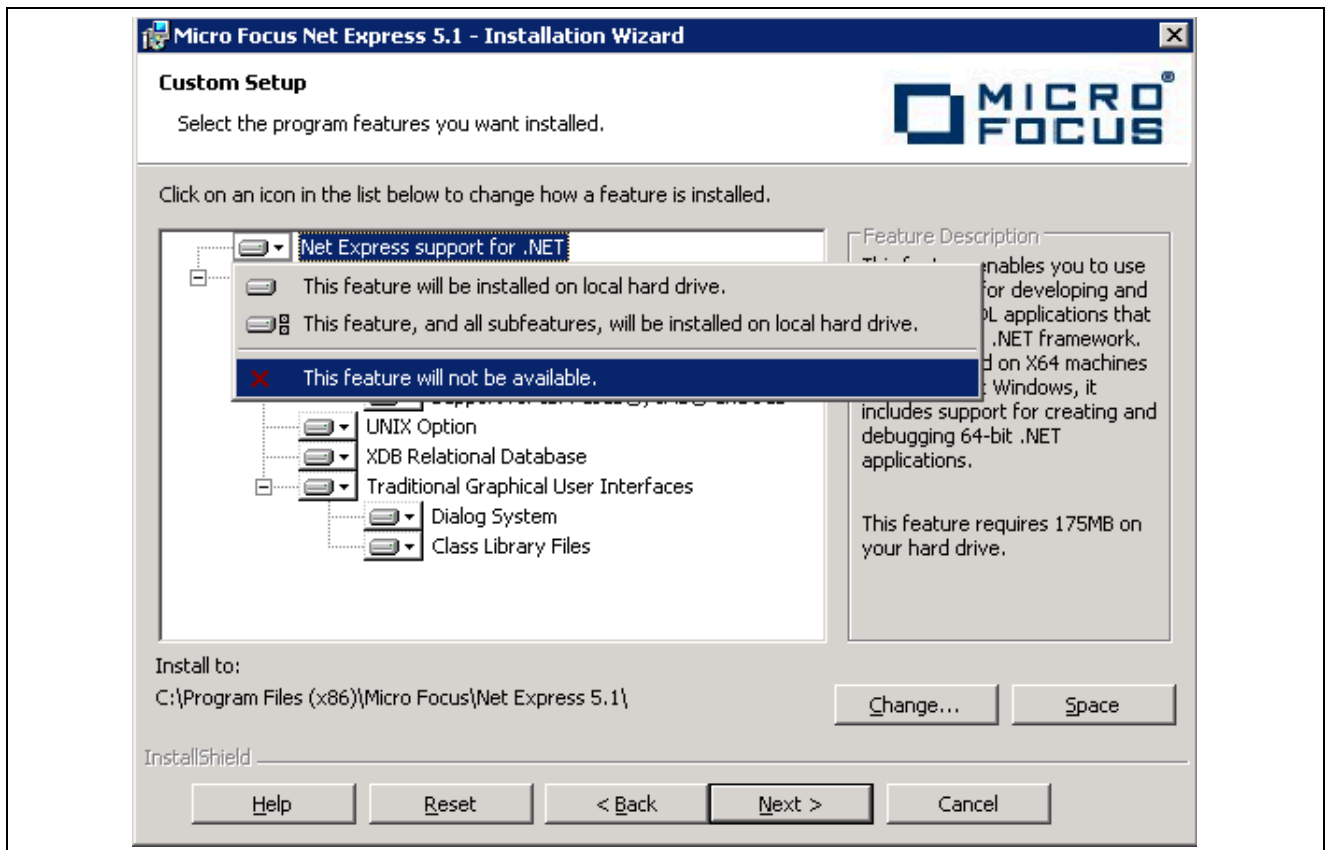 Micro Focus Net Express 5.1 - Installation Wizard
Custom Setup
Select the program features you want installed.
MICRO
FOCUS®
Click on an icon in the list below to change how a feature is installed.
Net Express support for .NET
This feature will be installed on local hard drive.
This feature, and all subfeatures, will be installed on local hard drive.
This feature will not be available.
UNIX Option
XDB Relational Database
Traditional Graphical User Interfaces
Dialog System
Class Library Files
Feature Description
enables you to use
for developing and
applications that
.NET framework.
on X64 machines
Windows, it
includes support for creating and
debugging 64-bit .NET
applications.
This feature requires 175MB on
your hard drive.
Install to:
C:\Program Files (x86)\Micro Focus\Net Express 5.1\
Change...
Space
InstallShield
Help
Reset
< Back
Next >
Cancel